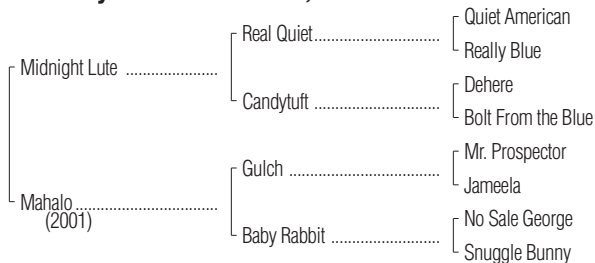 Quiet American
Real Quiet..................................
Really Blue
Midnight Lute ......................
Dehere
Candytuft ..................................
Bolt From the Blue
Mr. Prospector
Gulch ........................................
Jameela
Mahalo..................................
(2001)
No Sale George
Baby Rabbit .............................
Snuggle Bunny